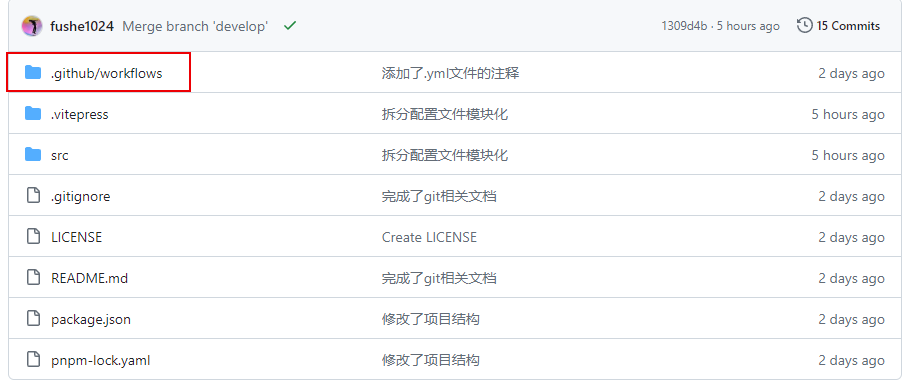 fushe1024 Merge branch 'develop' 1309d4b · 5 hours ago 15 Commits
.github/workflows 添加了.yml文件的注释 2 days ago
.vitepress 拆分配置文件模块化 5 hours ago
src 拆分配置文件模块化 5 hours ago
.gitignore 完成了git相关文档 2 days ago
LICENSE Create LICENSE 2 days ago
README.md 完成了git相关文档 2 days ago
package.json 修改了项目结构 2 days ago
pnpm-lock.yaml 修改了项目结构 2 days ago